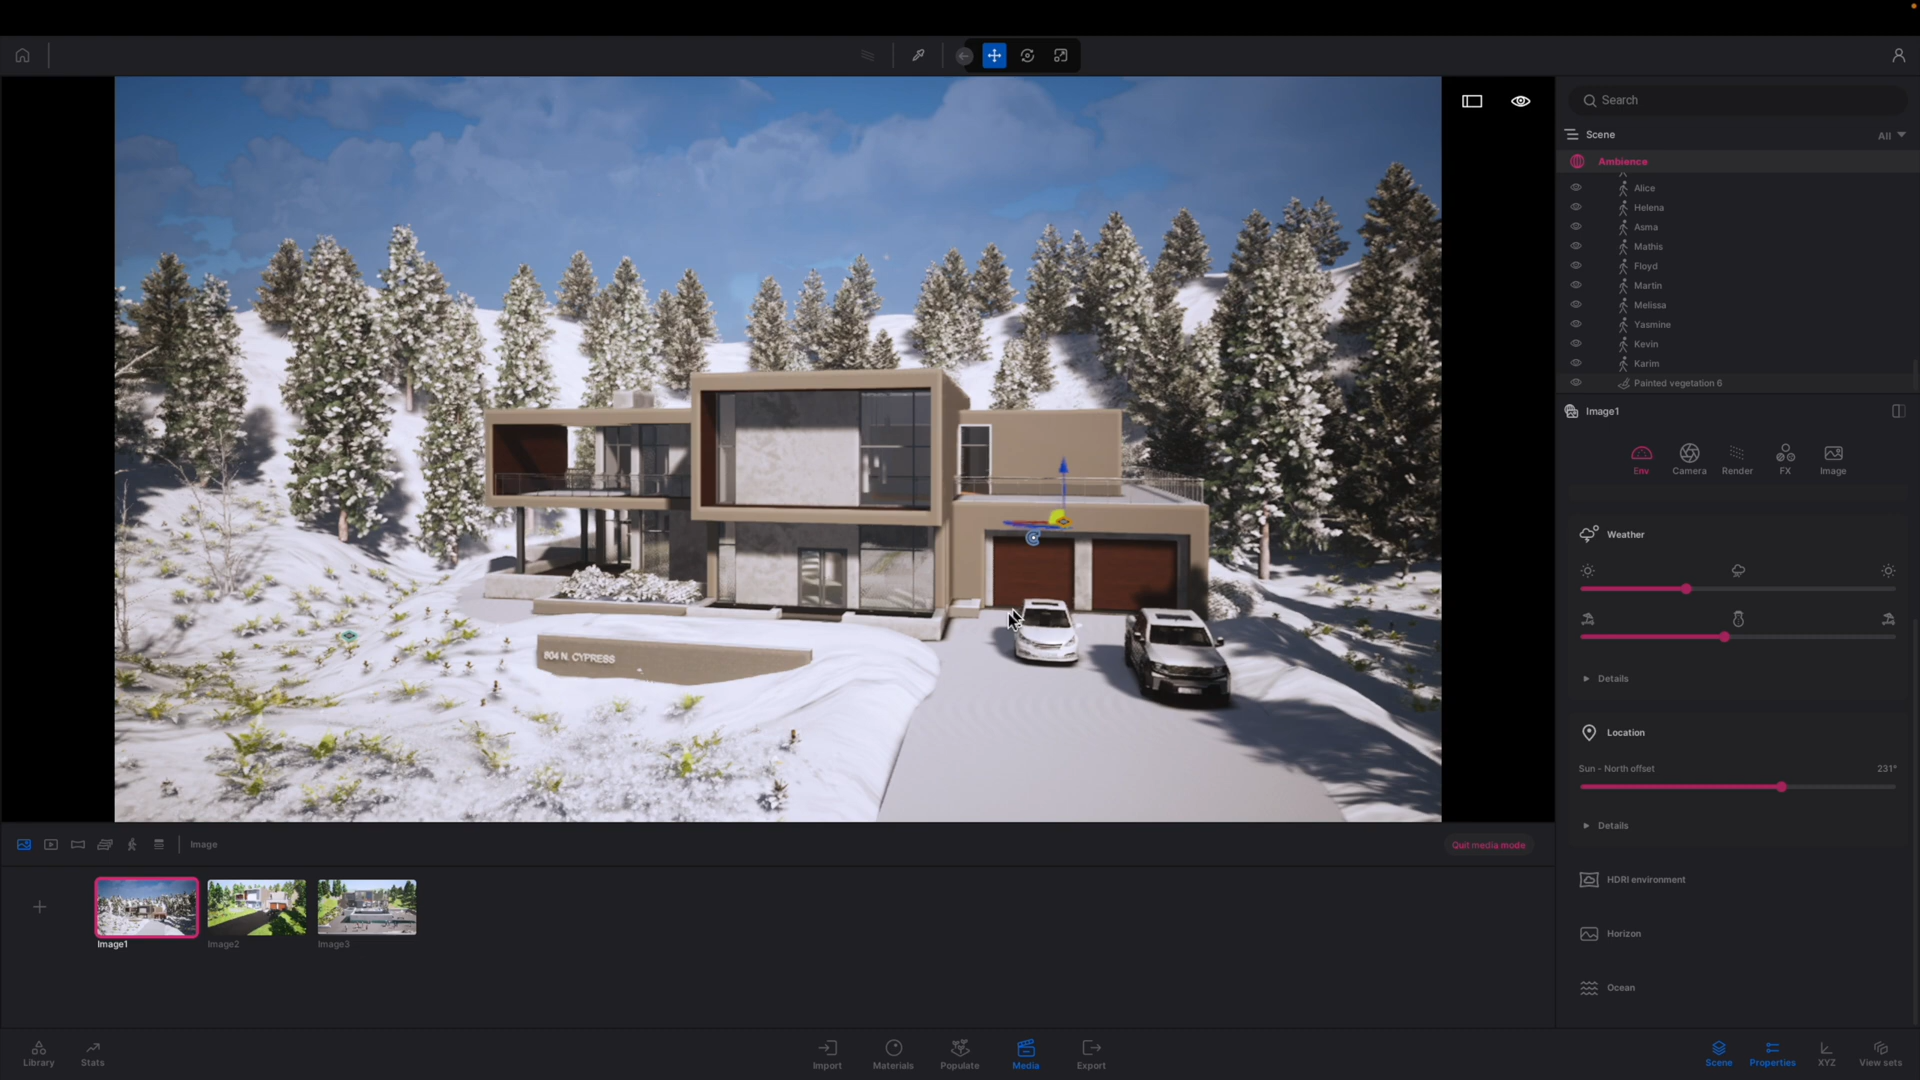 Search
Scene
All
Ambience
Alice
Helena
Asma
Mathis
Floyd
Martin
Melissa
Yasmine
Kevin
Karim
Painted vegetation 6
Image1
Env
Camera
Render
FX
Image
Weather
Details
Location
Sun - North offset
231°
Details
HDRI environment
Horizon
Ocean
804 N. CYPRESS
Image
Quit media mode
Image1
Image2
Image3
Library
Stats
Import
Materials
Populate
Media
Export
Scene
Properties
XYZ
View sets